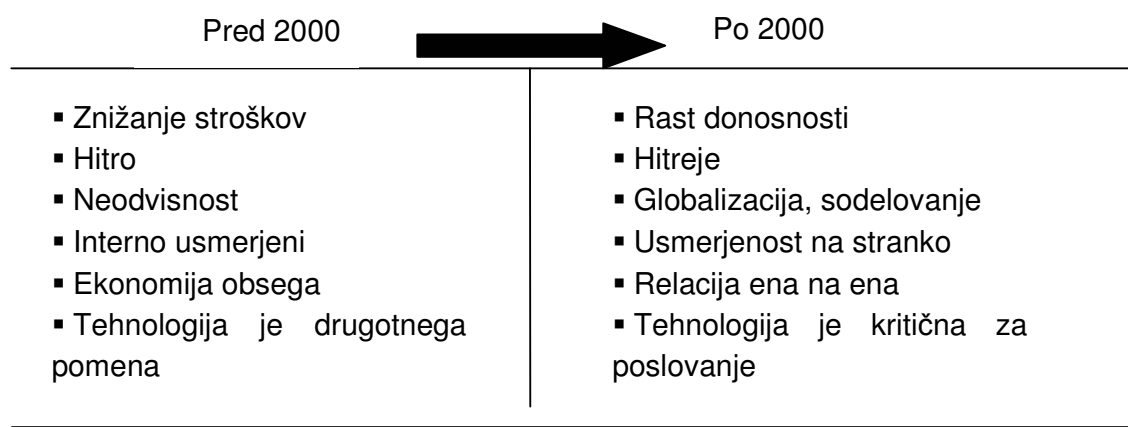 Pred 2000
Po 2000
▪ Znižanje stroškov
▪ Hitro
▪ Neodvisnost
▪ Interno usmerjeni
▪ Ekonomija obsega
▪ Tehnologija je drugotnega
pomena
▪ Rast donosnosti
▪ Hitreje
▪ Globalizacija, sodelovanje
▪ Usmerjenost na stranko
▪ Relacija ena na ena
▪ Tehnologija je kritična za
poslovanje